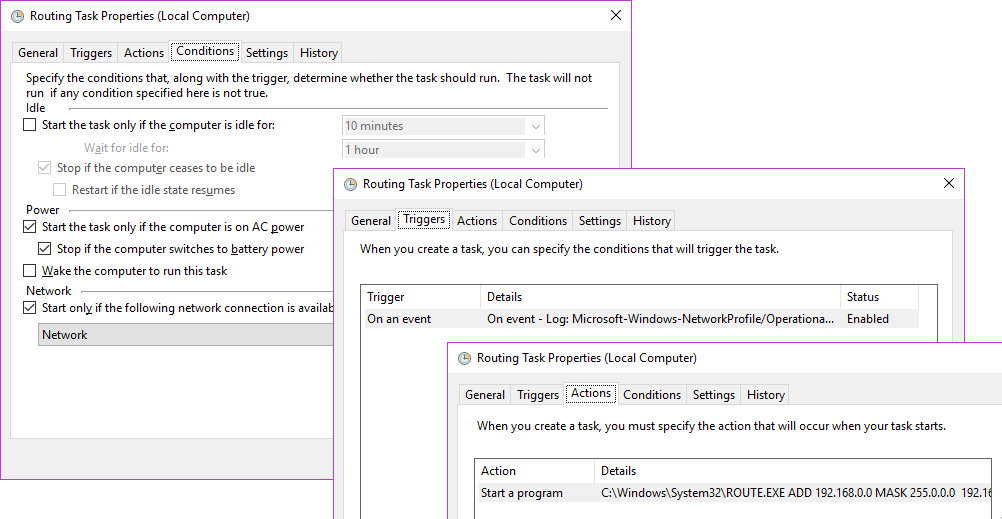 Routing Task Properties (Local Computer)
General Triggers Actions Conditions Settings History
Specify the conditions that, along with the trigger, determine whether the task should run. The task will not
run if any condition specified here is not true.
Idle
Start the task only if the computer is idle for: 10 minutes
Wait for idle for: 1 hour
Stop if the computer ceases to be idle
Restart if the idle state resumes
Power
Start the task only if the computer is on AC power
Stop if the computer switches to battery power
Wake the computer to run this task
Network
Start only if the following network connection is availab
Network
Routing Task Properties (Local Computer)
General Triggers Actions Conditions Settings History
When you create a task, you can specify the conditions that will trigger the task.
Trigger Details Status
On an event On event - Log: Microsoft-Windows-NetworkProfile/Operationa... Enabled
Routing Task Properties (Local Computer)
General Triggers Actions Conditions Settings History
When you create a task, you must specify the action that will occur when your task starts.
Action Details
Start a program C:\Windows\System32\ROUTE.EXE ADD 192.168.0.0 MASK 255.0.0.0 192.16